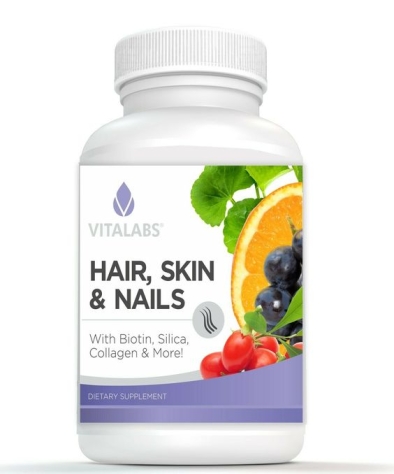 VITALABS®
HAIR, SKIN
& NAILS
With Biotin, Silica,
Collagen & More!
DIETARY SUPPLEMENT